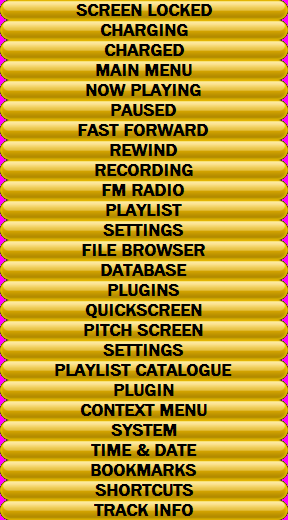 SCREEN LOCKED
CHARGING
CHARGED
MAIN MENU
NOW PLAYING
PAUSED
FAST FORWARD
REWIND
RECORDING
FM RADIO
PLAYLIST
SETTINGS
FILE BROWSER
DATABASE
PLUGINS
QUICKSCREEN
PITCH SCREEN
SETTINGS
PLAYLIST CATALOGUE
PLUGIN
CONTEXT MENU
SYSTEM
TIME & DATE
BOOKMARKS
SHORTCUTS
TRACK INFO